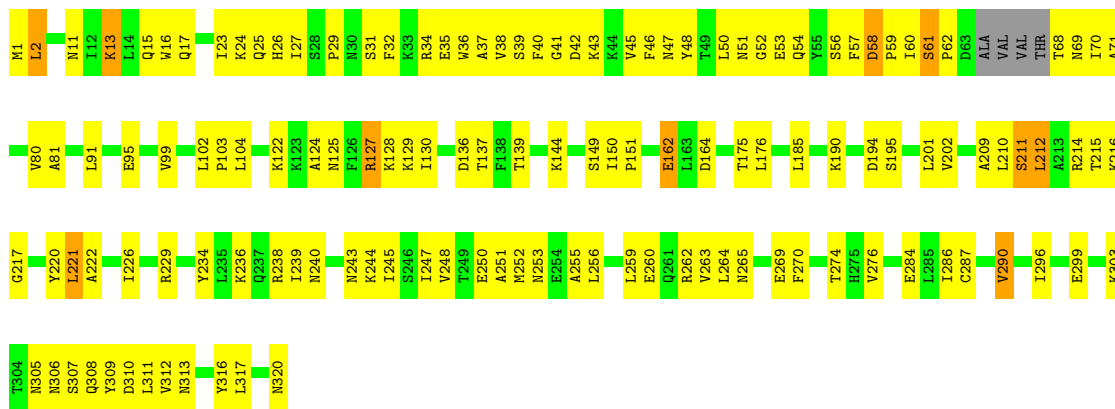 M1 L2 N11 I12 K13 L14 Q15 W16 Q17 I23 K24 Q25 H26 I27 S28 P29 N30 S31 F32 K33 R34 E35 W36 A37 V38 S39 F40 G41 D42 K43 K44 V45 F46 N47 Y48 T49 L50 N51 G52 E53 Q54 Y55 S56 F57 D58 P59 I60 S61 P62 D63 ALA VAL VAL THR T68 N69 I70 A71
V80 A81 L91 E95 V99 L102 P103 L104 K122 K123 A124 N125 F126 R127 K128 K129 I130 D136 T137 F138 T139 K144 S149 I150 P151 E162 L163 D164 T175 L176 L185 K190 D194 S195 L201 V202 A209 L210 S211 L212 A213 R214 T215 K216
G217 Y220 L221 A222 I226 R229 Y234 L235 K236 Q237 R238 I239 N240 N243 K244 I245 S246 I247 V248 T249 E250 A251 M252 N253 E254 A255 L256 L259 E260 Q261 R262 V263 L264 N265 E269 F270 T274 H275 V276 E284 L285 I286 C287 V290 I296 E299 K303
T304 N305 N306 S307 Q308 Y309 D310 L311 V312 N313 Y316 L317 N320